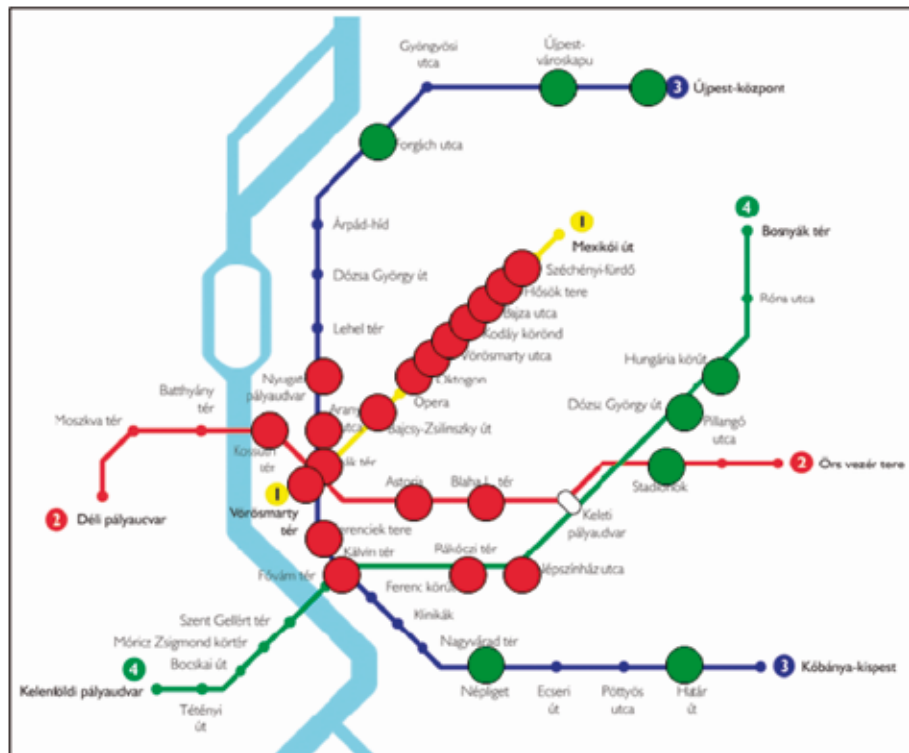 Gyöngyösi
utca
Újpest-
városkapu
3 Újpest-központ
Forgách utca
4
Bosnyák tér
Árpád-híd
1
Mexikói út
Széchényi-fürdő
Dózsa György út
Hősök tere
Róna utca
Bajza utca
Lehel tér
Kodály körönd
Vörösmarty utca
Hungária körút
Nyugati
pályaudvar
Oktogon
Batthyány
tér
Opera
Dózsa György út
Moszkva tér
utca
Bajcsy-Zsilinszky út
Pillangó
utca
Kossuth
tér
tér
2 Örs vezér tere
Astoria
Blaha L. tér
Stadionok
1
Vörösmarty
tér
2 Déli pályaudvar
Keleti
pályaudvar
Ferenciek tere
Kálvin tér
Rákóczi tér
Fővám tér
Népszínház utca
Ferenc körút
Szent Gellért tér
Klinikák
Móricz Zsigmond körtér
Nagyvárad tér
Bocskai út
4
Kelenföldi pályaudvar
3 Kőbánya-kispest
Népliget
Ecseri
út
Pöttyös
utca
Határ
út
Tétényi
út